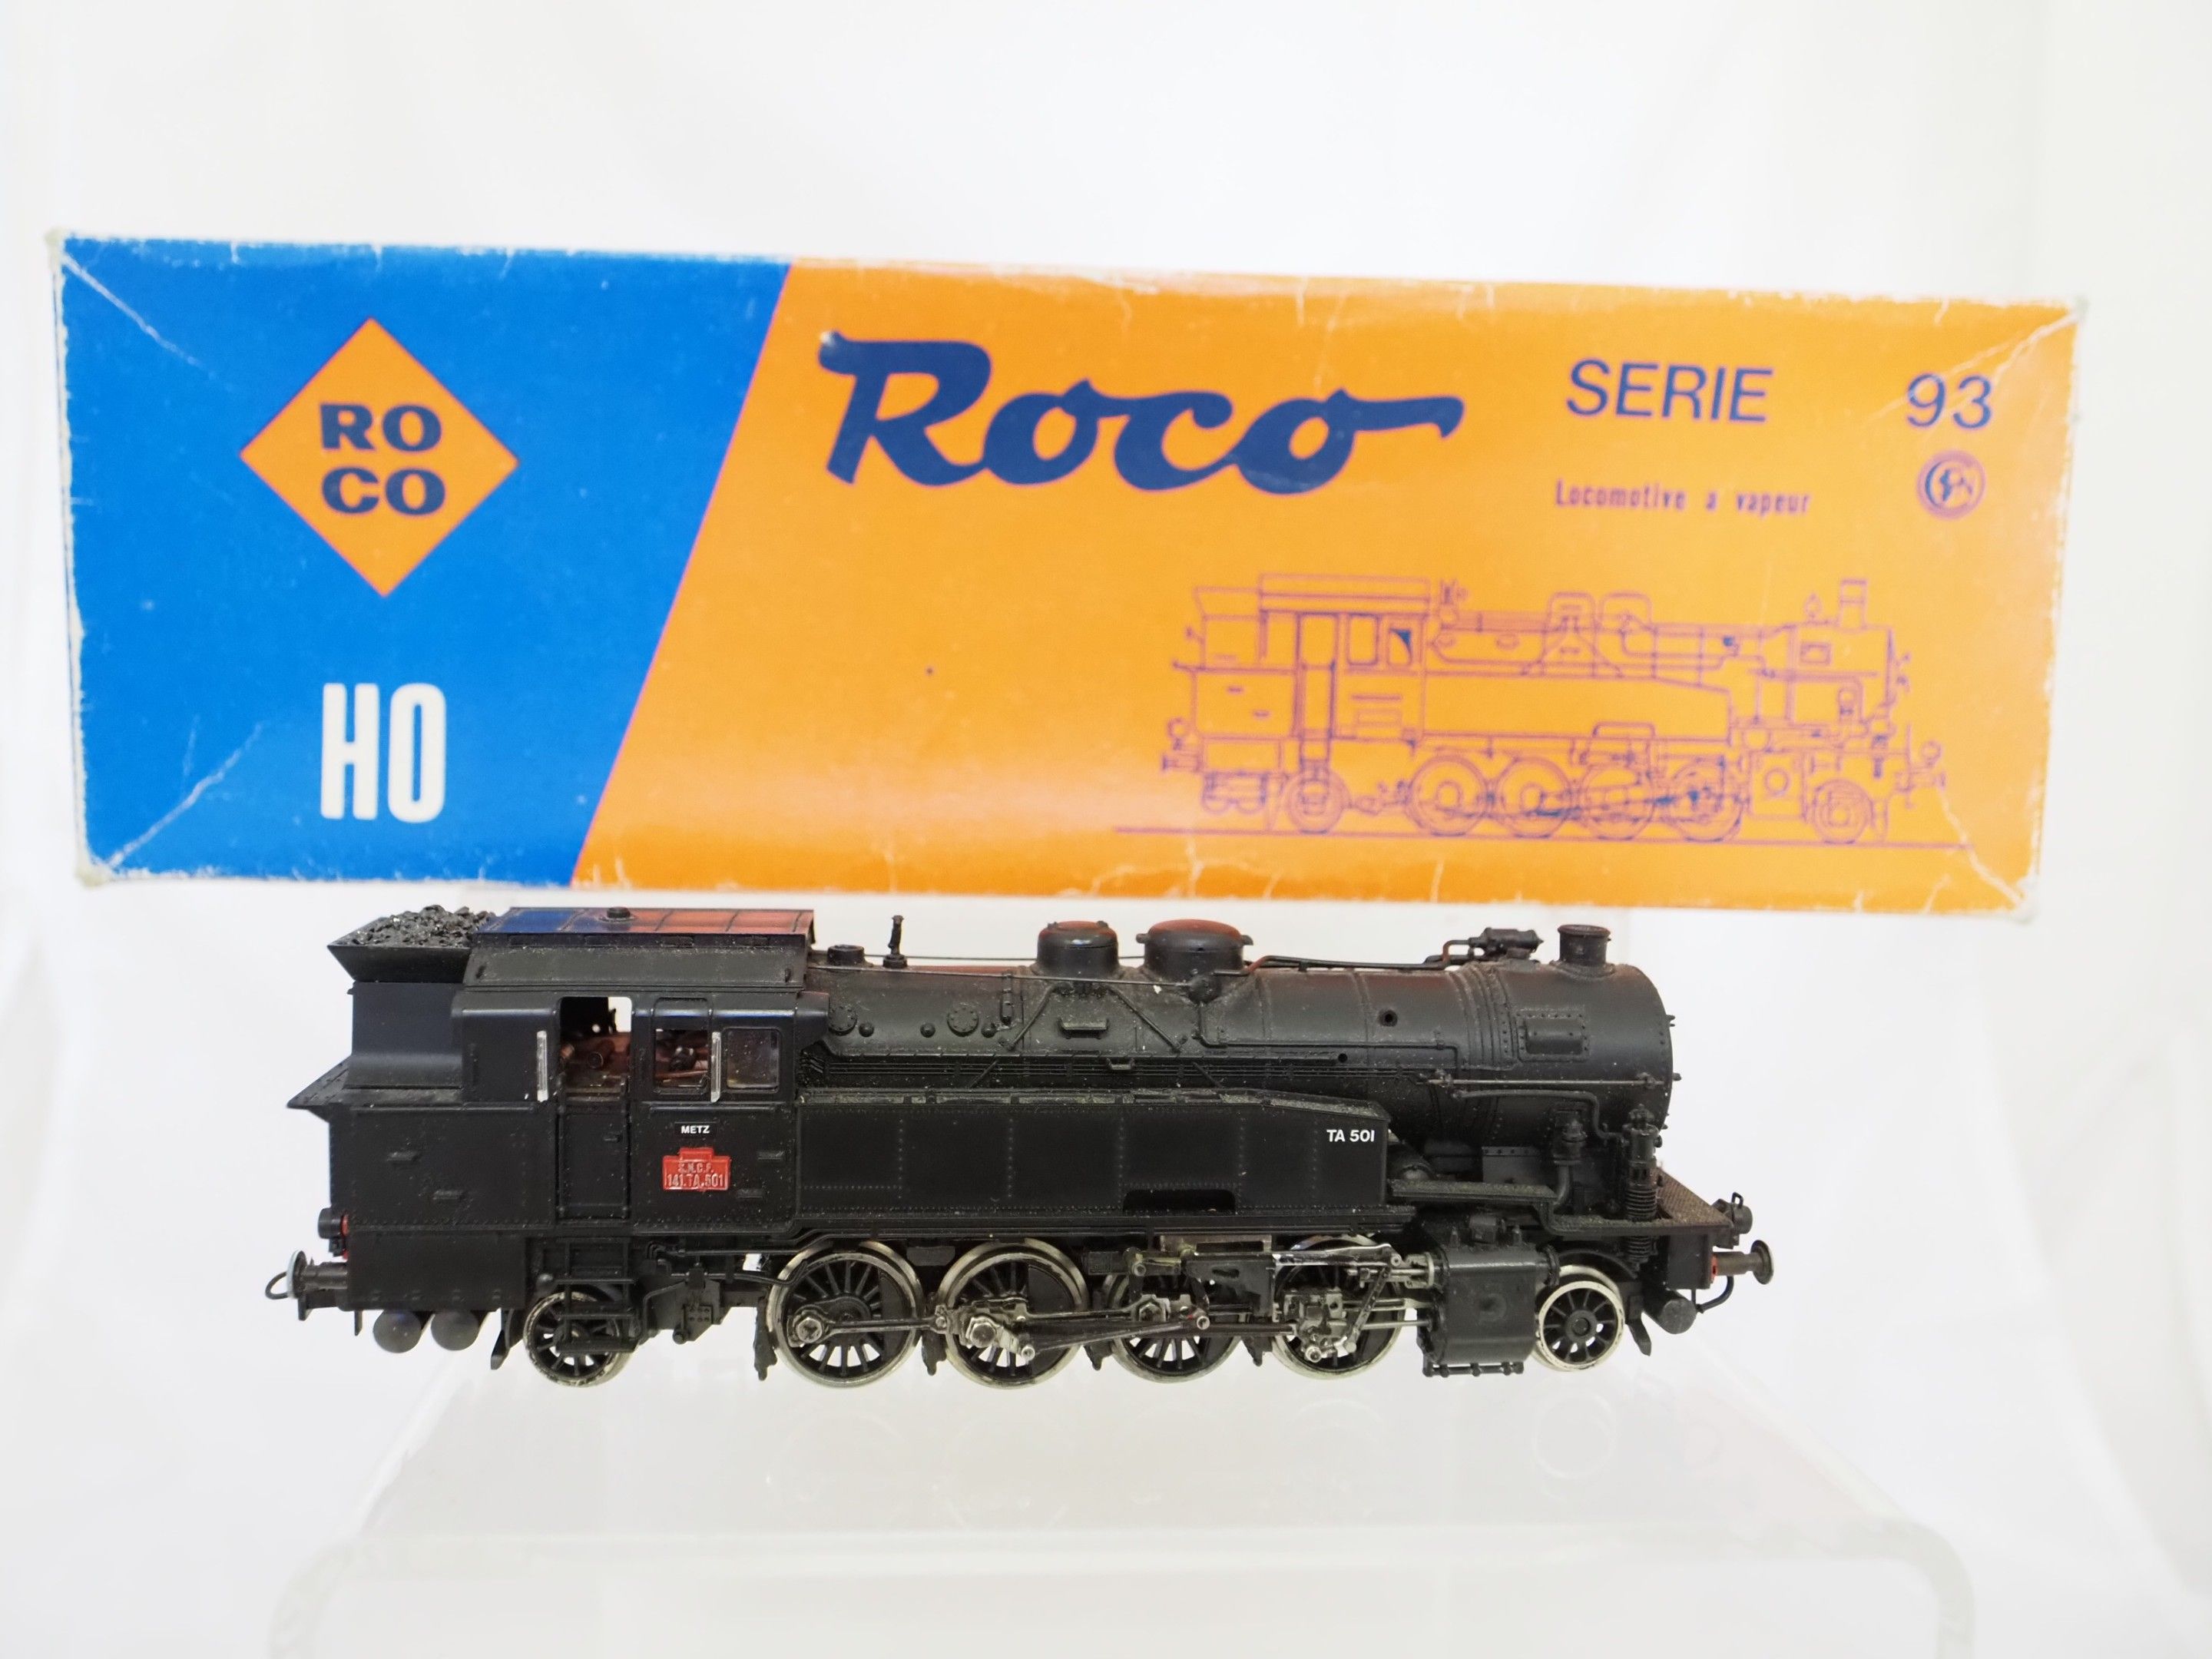 RO
CO
HO
Roco
SERIE 93
Locomotive a vapeur
METZ
S.N.C.F.
141.TA.501
TA 501